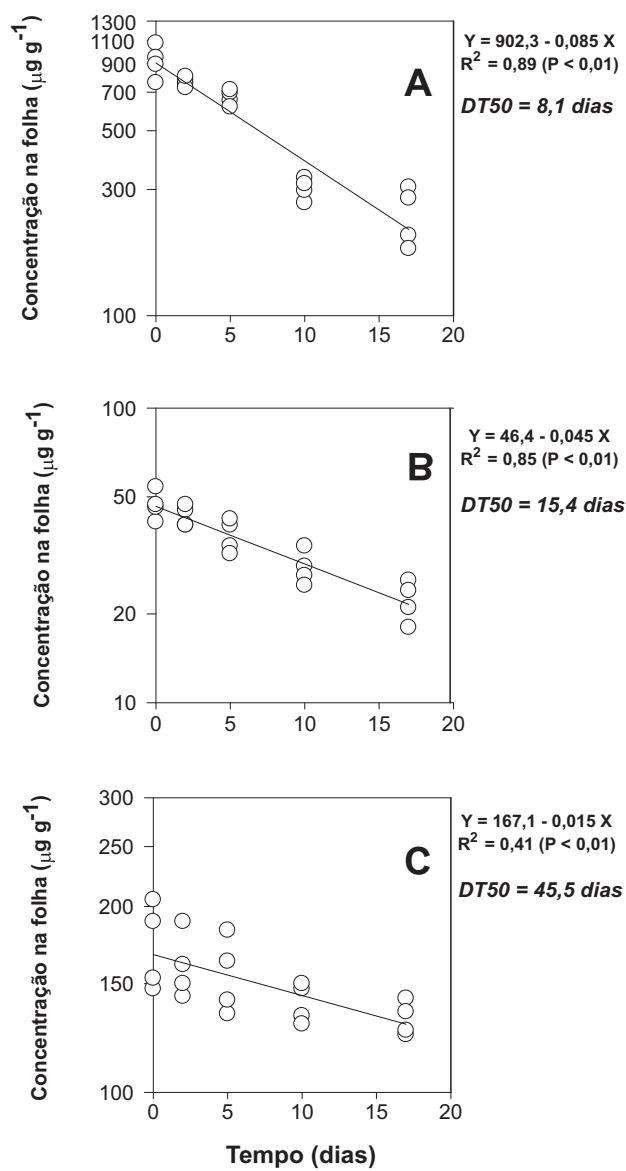 1300
1100
900
700
500
300
100
Concentração na folha (µg g⁻¹)
A
Y = 902,3 - 0,085 X
R² = 0,89 (P < 0,01)
DT50 = 8,1 dias
0 5 10 15 20
100
50
20
10
Concentração na folha (µg g⁻¹)
B
Y = 46,4 - 0,045 X
R² = 0,85 (P < 0,01)
DT50 = 15,4 dias
0 5 10 15 20
300
250
200
150
100
Concentração na folha (µg g⁻¹)
C
Y = 167,1 - 0,015 X
R² = 0,41 (P < 0,01)
DT50 = 45,5 dias
0 5 10 15 20
Tempo (dias)